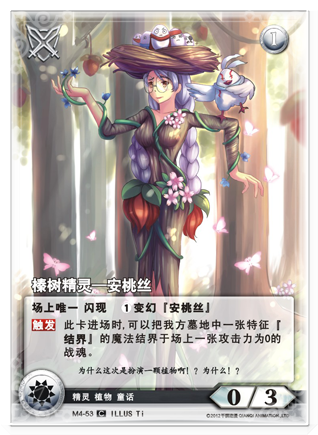 1
榛树精灵—安桃丝
场上唯一 闪现 1 变幻『安桃丝』
触发 此卡进场时,可以把我方墓地中一张特征『
结界』的魔法结界于场上一张攻击力为0的
战魂。
为什么这次是扮演一颗植物啊！？为什么！？
0 / 3
精灵 植物 童话
M4-53 C ILLUS Ti